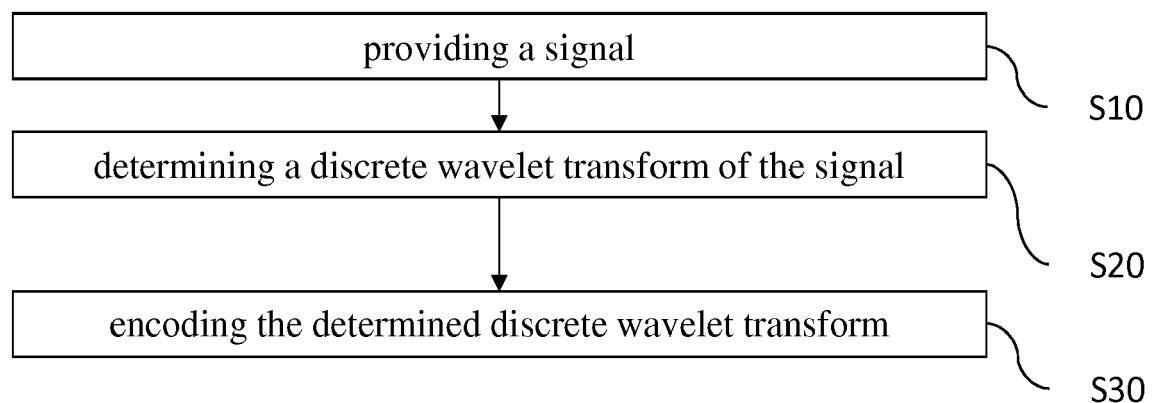 providing a signal
S10
determining a discrete wavelet transform of the signal
S20
encoding the determined discrete wavelet transform
S30